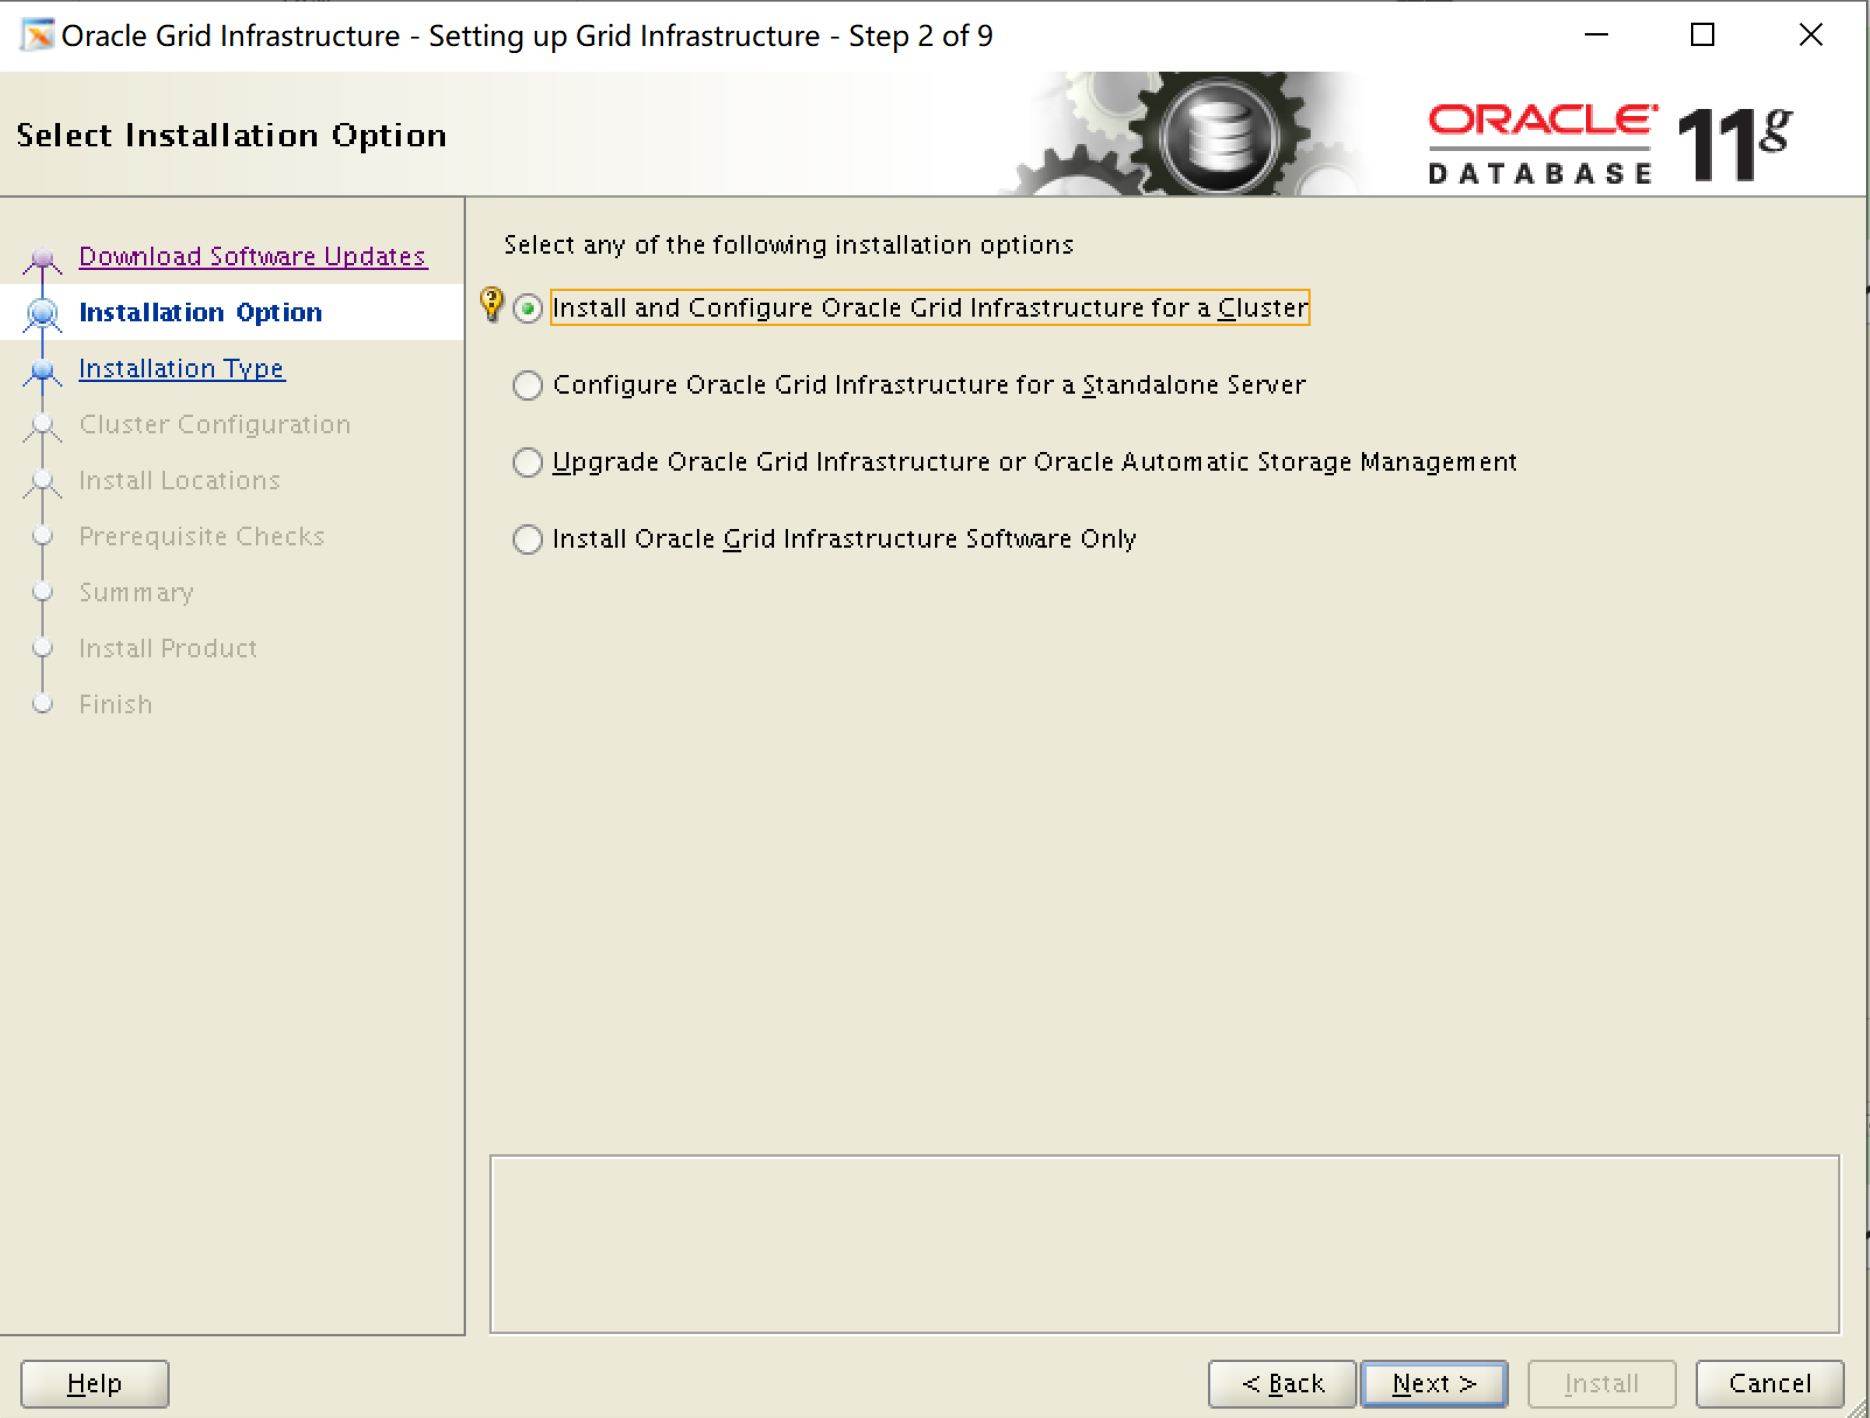 Oracle Grid Infrastructure - Setting up Grid Infrastructure - Step 2 of 9
Select Installation Option
ORACLE
DATABASE
11g
Download Software Updates
Installation Option
Installation Type
Cluster Configuration
Install Locations
Prerequisite Checks
Summary
Install Product
Finish
Select any of the following installation options
Install and Configure Oracle Grid Infrastructure for a Cluster
Configure Oracle Grid Infrastructure for a Standalone Server
Upgrade Oracle Grid Infrastructure or Oracle Automatic Storage Management
Install Oracle Grid Infrastructure Software Only
Help
< Back
Next >
Install
Cancel